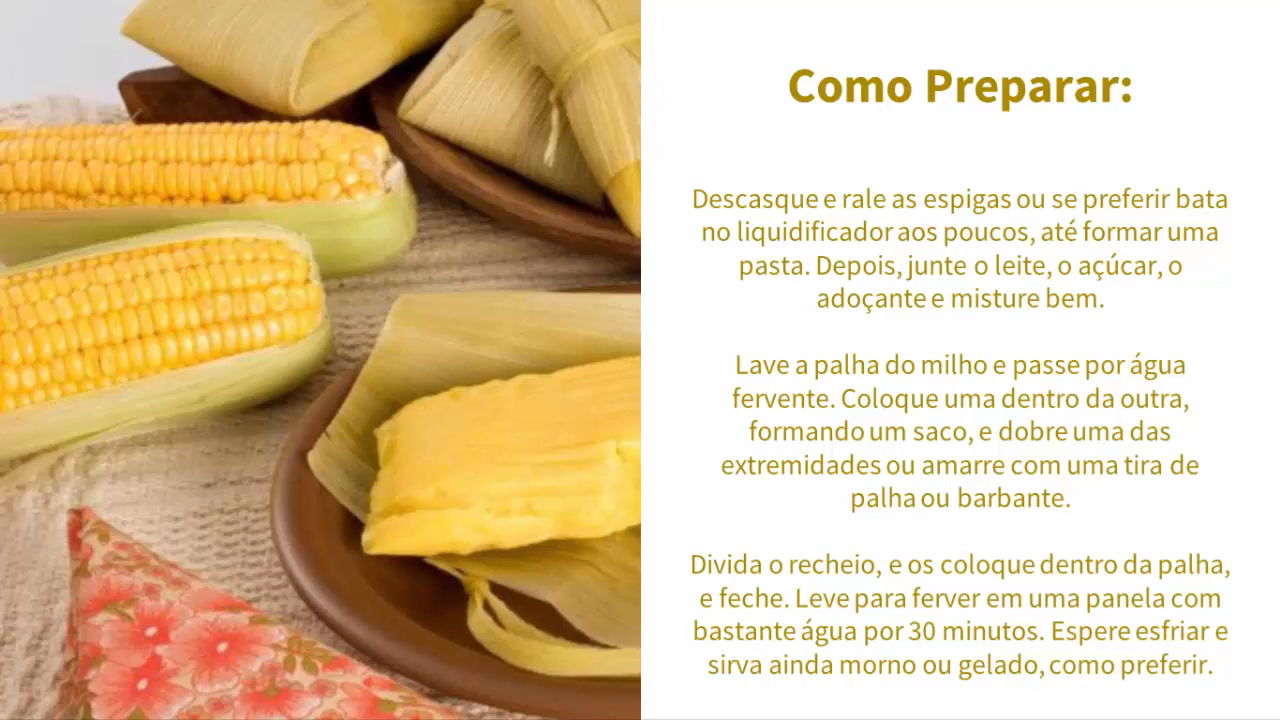 Como Preparar:
Descasque e rale as espigas ou se preferir bata
no liquidificador aos poucos, até formar uma
pasta. Depois, junte o leite, o açúcar, o
adoçante e misture bem.
Lave a palha do milho e passe por água
fervente. Coloque uma dentro da outra,
formando um saco, e dobre uma das
extremidades ou amarre com uma tira de
palha ou barbante.
Divida o recheio, e os coloque dentro da palha,
e feche. Leve para ferver em uma panela com
bastante água por 30 minutos. Espere esfriar e
sirva ainda morno ou gelado, como preferir.